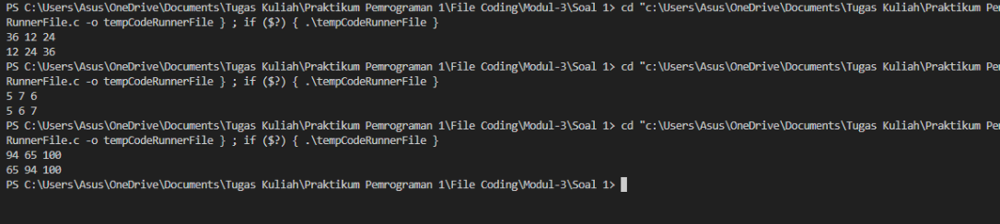 PS C:\Users\Asus\OneDrive\Documents\Tugas Kuliah\Praktikum Pemrograman 1\File Coding\Modul-3\Soal 1> cd "c:\Users\Asus\OneDrive\Documents\Tugas Kuliah\Praktikum Pem
RunnerFile.c -o tempCodeRunnerFile } ; if ($?) { .\tempCodeRunnerFile }
36 12 24
12 24 36
PS C:\Users\Asus\OneDrive\Documents\Tugas Kuliah\Praktikum Pemrograman 1\File Coding\Modul-3\Soal 1> cd "c:\Users\Asus\OneDrive\Documents\Tugas Kuliah\Praktikum Pem
RunnerFile.c -o tempCodeRunnerFile } ; if ($?) { .\tempCodeRunnerFile }
5 7 6
5 6 7
PS C:\Users\Asus\OneDrive\Documents\Tugas Kuliah\Praktikum Pemrograman 1\File Coding\Modul-3\Soal 1> cd "c:\Users\Asus\OneDrive\Documents\Tugas Kuliah\Praktikum Pem
RunnerFile.c -o tempCodeRunnerFile } ; if ($?) { .\tempCodeRunnerFile }
94 65 100
65 94 100
PS C:\Users\Asus\OneDrive\Documents\Tugas Kuliah\Praktikum Pemrograman 1\File Coding\Modul-3\Soal 1>